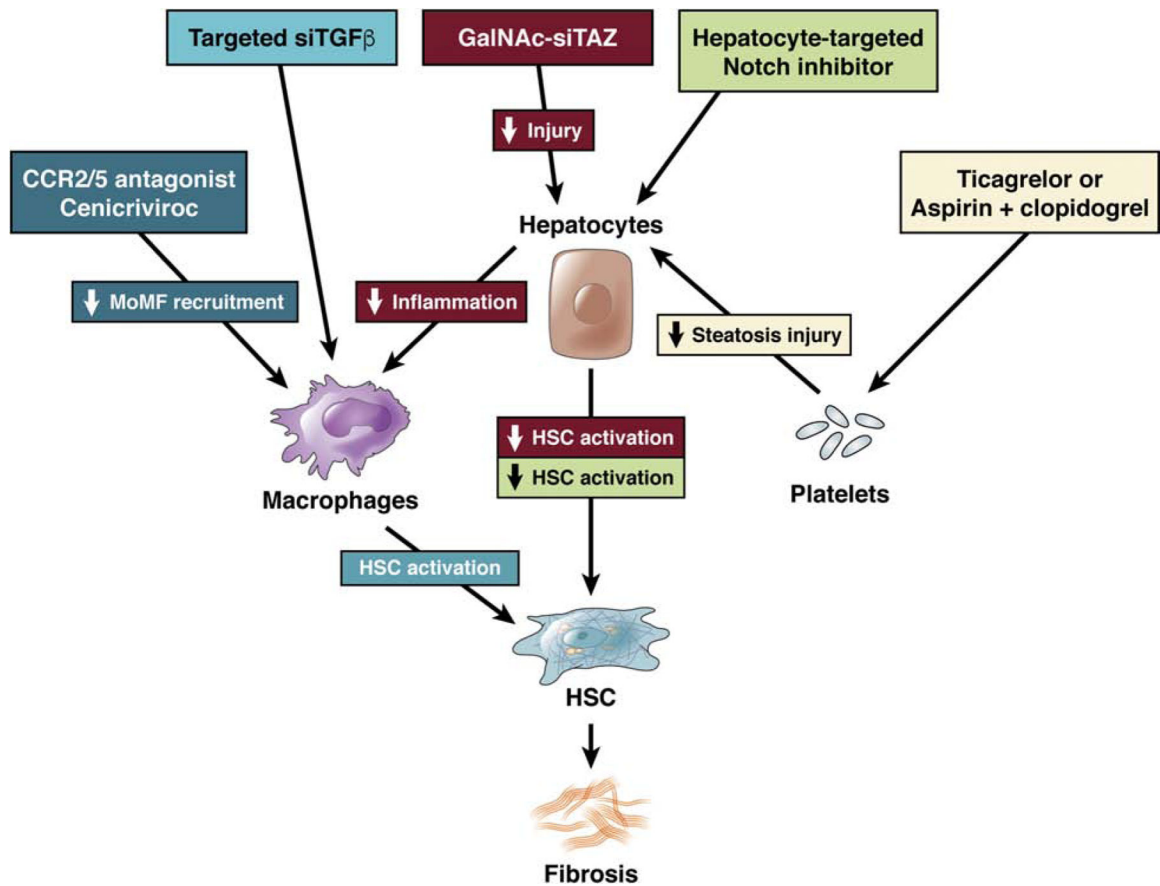 Targeted siTGFβ
GalNAc-siTAZ
Hepatocyte-targeted
Notch inhibitor
Injury
CCR2/5 antagonist
Cenicriviroc
Ticagrelor or
Aspirin + clopidogrel
Hepatocytes
MoMF recruitment
Inflammation
Steatosis injury
HSC activation
HSC activation
Macrophages
Platelets
HSC activation
HSC
Fibrosis